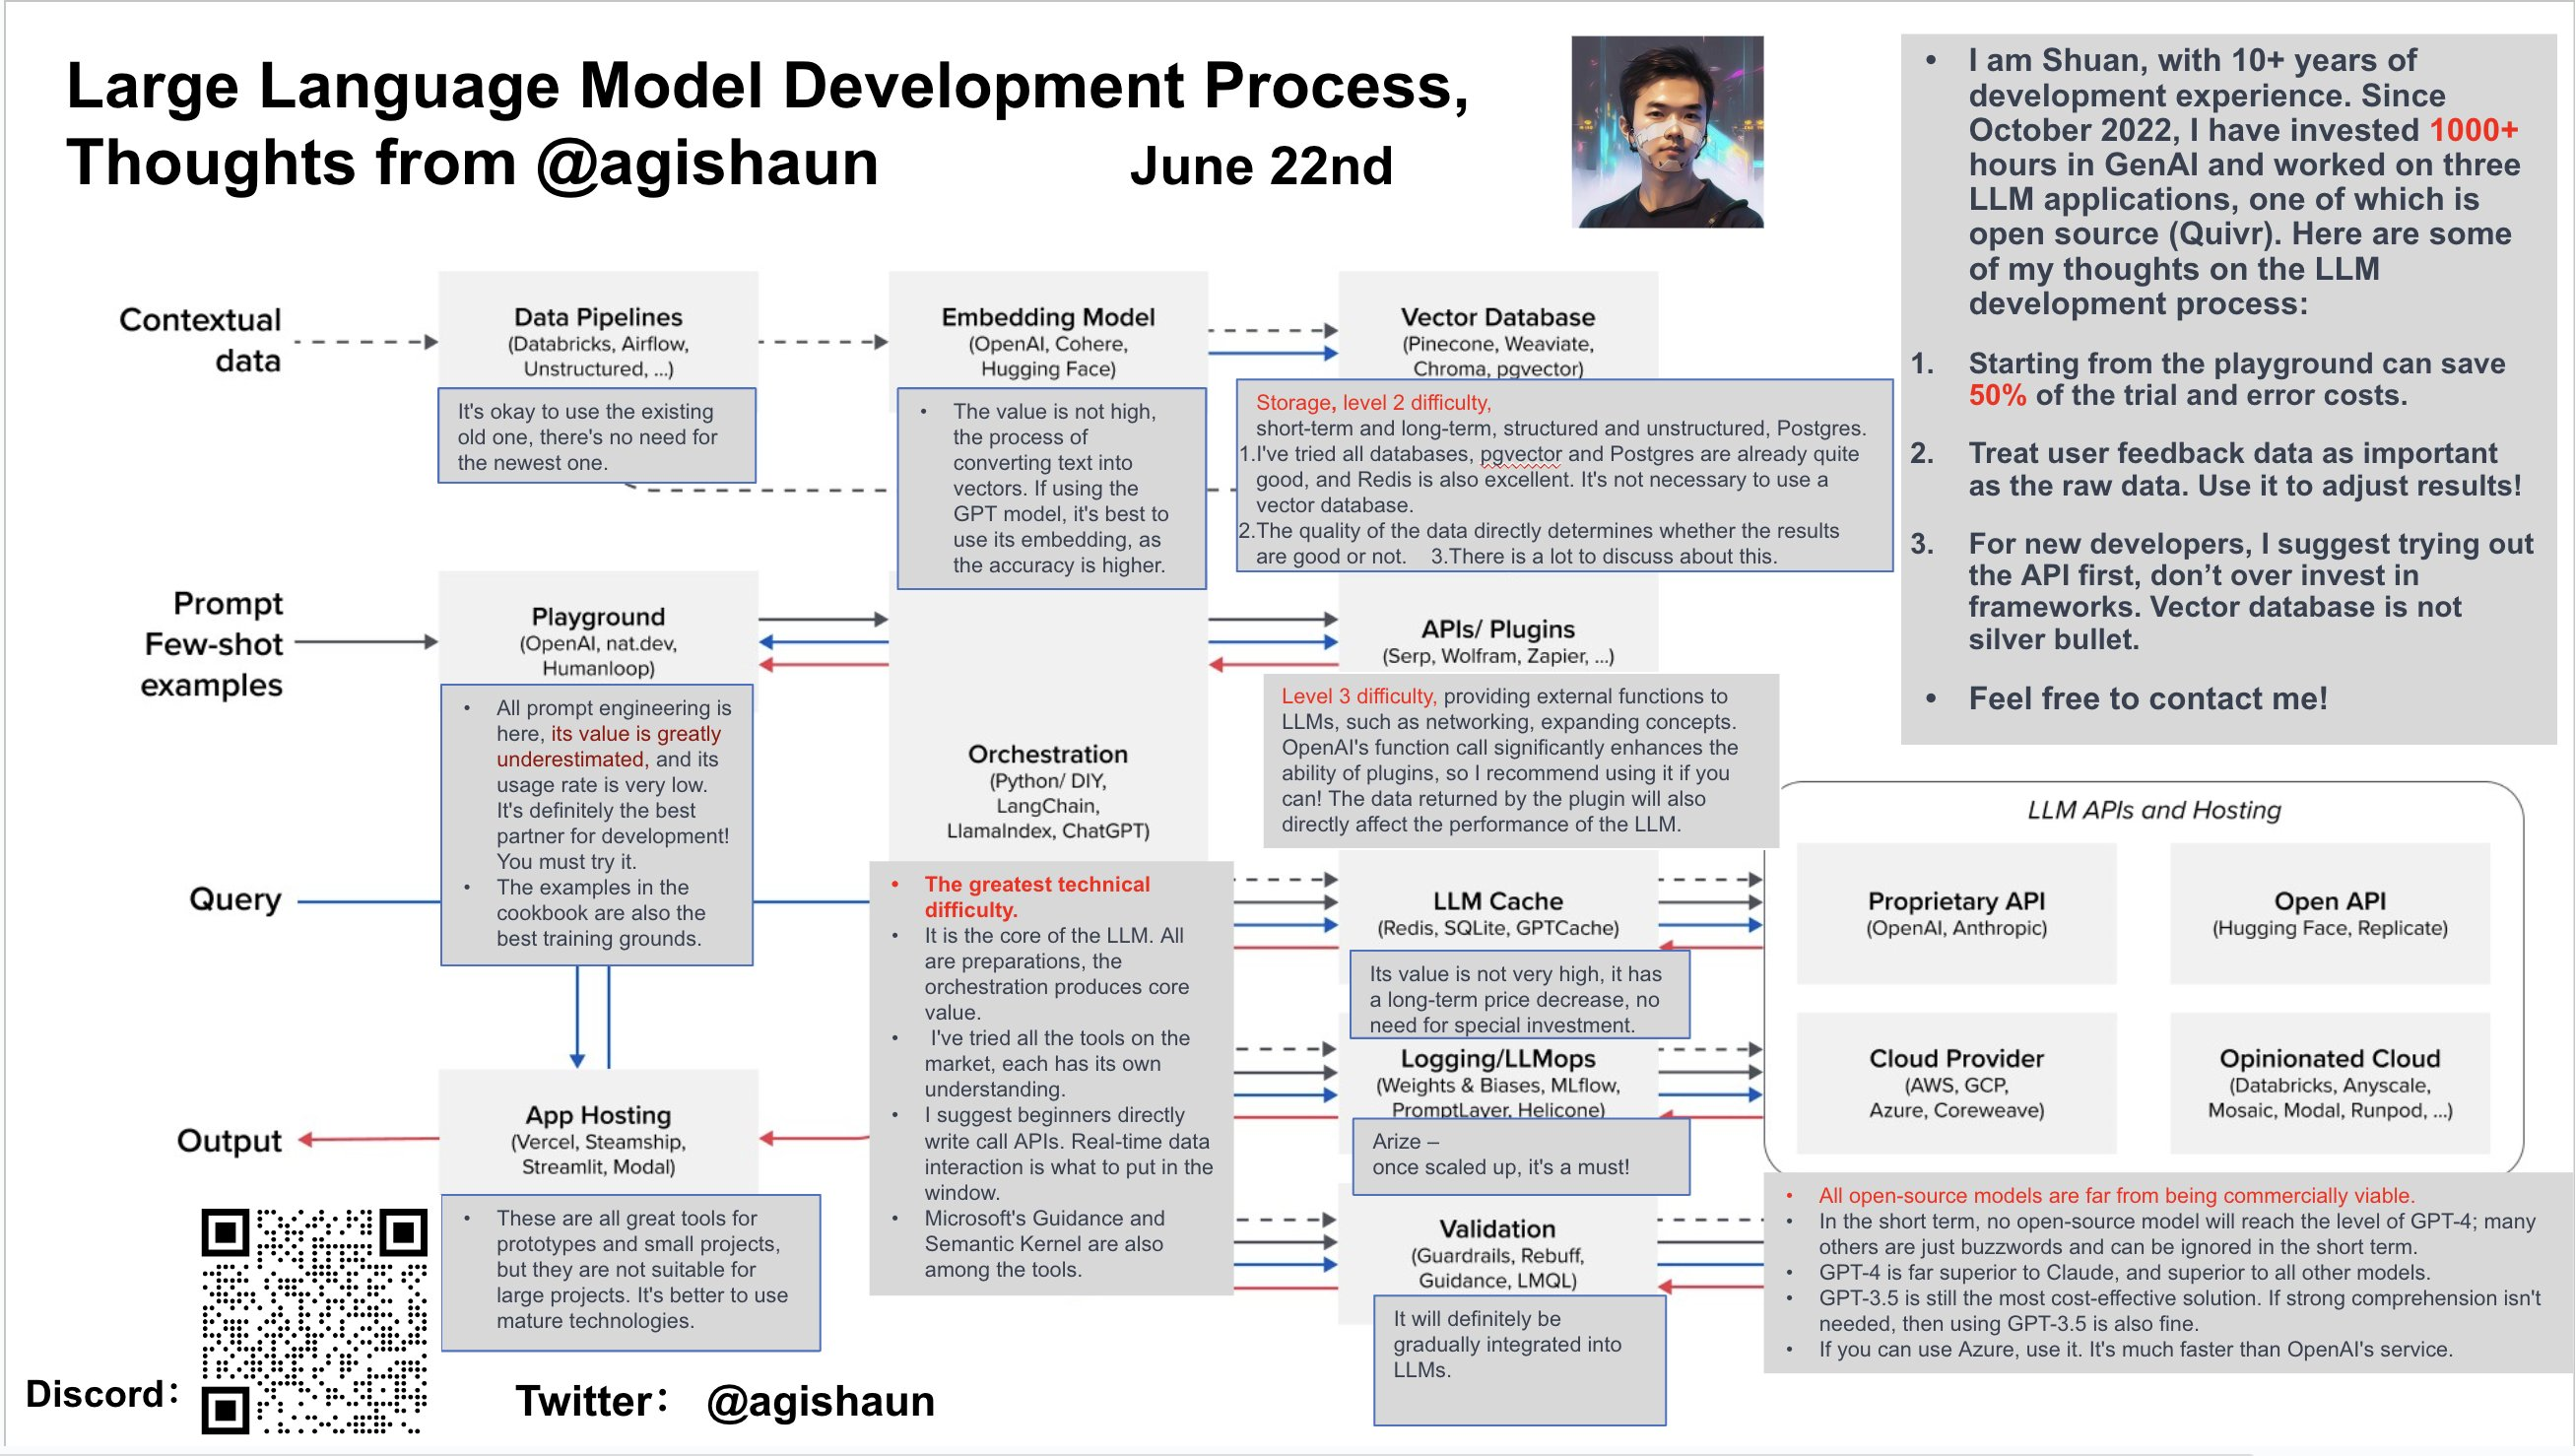 Large Language Model Development Process,
Thoughts from @agishaun
June 22nd
• I am Shuan, with 10+ years of
development experience. Since
October 2022, I have invested 1000+
hours in GenAI and worked on three
LLM applications, one of which is
open source (Quivr). Here are some
of my thoughts on the LLM
development process:
1. Starting from the playground can save
50% of the trial and error costs.
2. Treat user feedback data as important
as the raw data. Use it to adjust results!
3. For new developers, I suggest trying out
the API first, don’t over invest in
frameworks. Vector database is not
silver bullet.
• Feel free to contact me!
Contextual
data
Data Pipelines
(Databricks, Airflow,
Unstructured, ...)
It's okay to use the existing
old one, there's no need for
the newest one.
Embedding Model
(OpenAI, Cohere,
Hugging Face)
• The value is not high,
the process of
converting text into
vectors. If using the
GPT model, it's best to
use its embedding, as
the accuracy is higher.
Vector Database
(Pinecone, Weaviate,
Chroma, pgvector)
Storage, level 2 difficulty,
short-term and long-term, structured and unstructured, Postgres.
1.I've tried all databases, pgvector and Postgres are already quite
good, and Redis is also excellent. It's not necessary to use a
vector database.
2.The quality of the data directly determines whether the results
are good or not. 3.There is a lot to discuss about this.
Prompt
Few-shot
examples
Playground
(OpenAI, nat.dev,
Humanloop)
• All prompt engineering is
here, its value is greatly
underestimated, and its
usage rate is very low.
It's definitely the best
partner for development!
You must try it.
• The examples in the
cookbook are also the
best training grounds.
Orchestration
(Python/ DIY,
LangChain,
LlamaIndex, ChatGPT)
• The greatest technical
difficulty.
• It is the core of the LLM. All
are preparations, the
orchestration produces core
value.
• I've tried all the tools on the
market, each has its own
understanding.
• I suggest beginners directly
write call APIs. Real-time data
interaction is what to put in the
window.
• Microsoft's Guidance and
Semantic Kernel are also
among the tools.
APIs/ Plugins
(Serp, Wolfram, Zapier, ...)
Level 3 difficulty, providing external functions to
LLMs, such as networking, expanding concepts.
OpenAI's function call significantly enhances the
ability of plugins, so I recommend using it if you
can! The data returned by the plugin will also
directly affect the performance of the LLM.
Query
LLM Cache
(Redis, SQLite, GPTCache)
Its value is not very high, it has
a long-term price decrease, no
need for special investment.
Logging/LLMops
(Weights & Biases, MLflow,
PromptLayer, Helicone)
Arize –
once scaled up, it's a must!
Validation
(Guardrails, Rebuff,
Guidance, LMQL)
It will definitely be
gradually integrated into
LLMs.
LLM APIs and Hosting
Proprietary API
(OpenAI, Anthropic)
Open API
(Hugging Face, Replicate)
Cloud Provider
(AWS, GCP,
Azure, Coreweave)
Opinionated Cloud
(Databricks, Anyscale,
Mosaic, Modal, Runpod, ...)
• All open-source models are far from being commercially viable.
• In the short term, no open-source model will reach the level of GPT-4; many
others are just buzzwords and can be ignored in the short term.
• GPT-4 is far superior to Claude, and superior to all other models.
• GPT-3.5 is still the most cost-effective solution. If strong comprehension isn't
needed, then using GPT-3.5 is also fine.
• If you can use Azure, use it. It's much faster than OpenAI's service.
Output
App Hosting
(Vercel, Steamship,
Streamlit, Modal)
• These are all great tools for
prototypes and small projects,
but they are not suitable for
large projects. It's better to use
mature technologies.
Discord：
Twitter： @agishaun